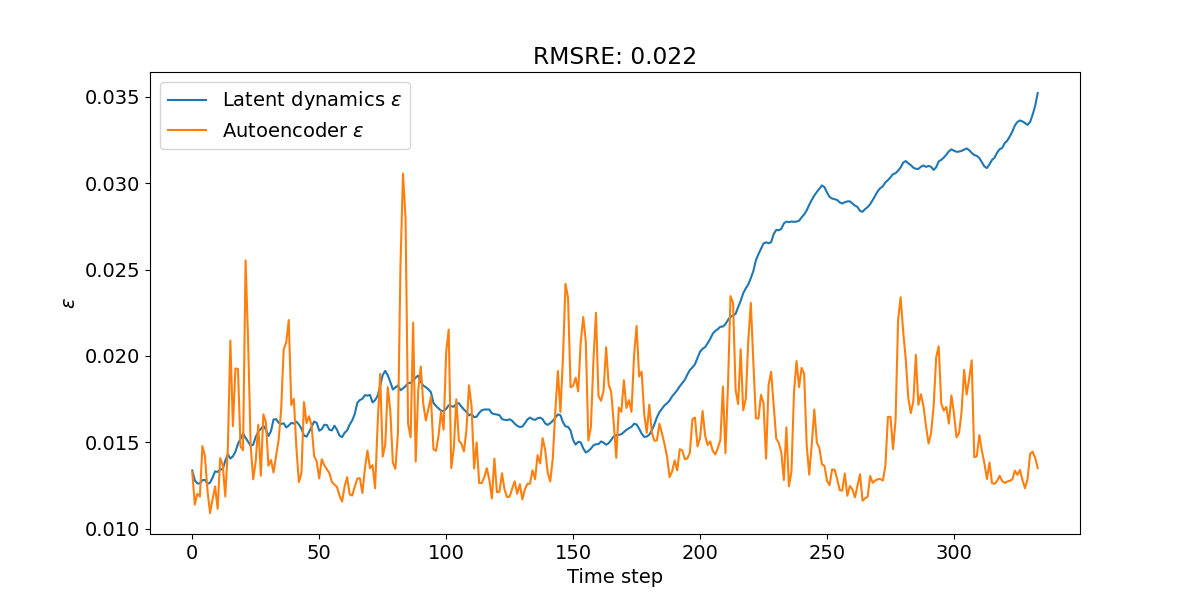 RMSRE: 0.022
Latent dynamics ε
Autoencoder ε
0.035
0.030
0.025
0.020
0.015
0.010
ε
0
50
100
150
200
250
300
Time step